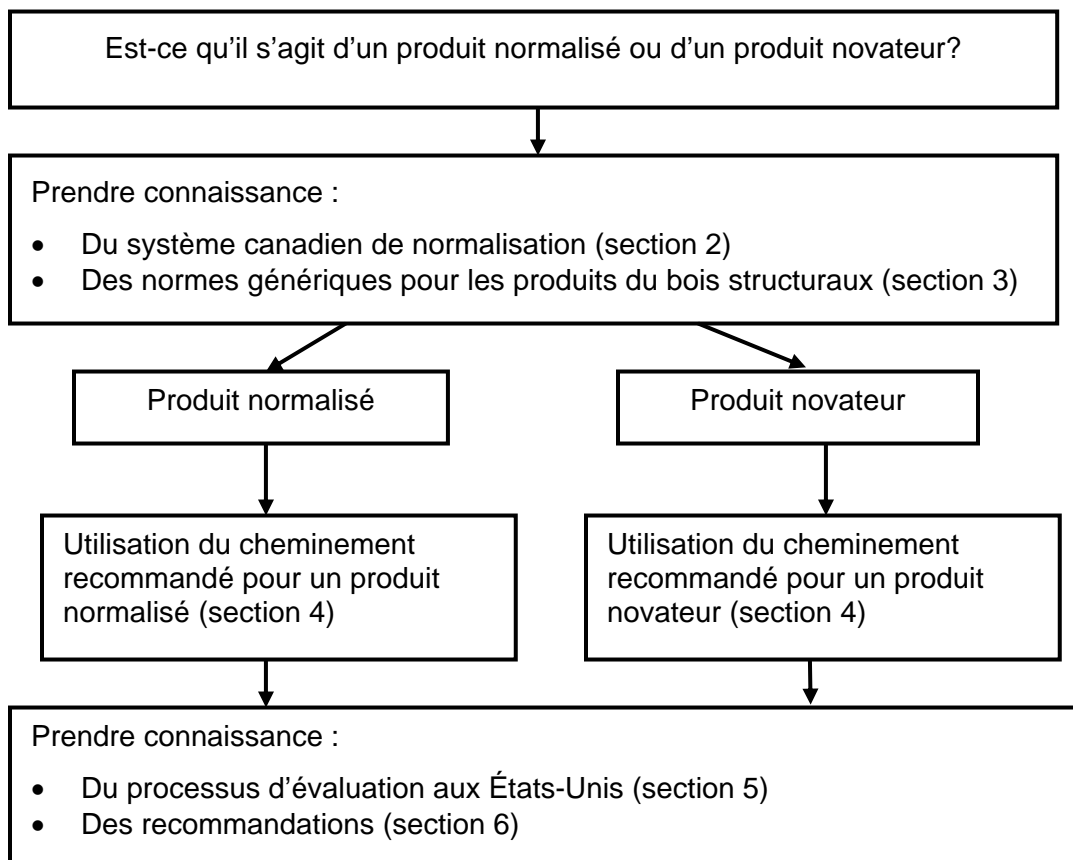 Est-ce qu’il s’agit d’un produit normalisé ou d’un produit novateur?
Prendre connaissance :
• Du système canadien de normalisation (section 2)
• Des normes génériques pour les produits du bois structuraux (section 3)
Produit normalisé
Produit novateur
Utilisation du cheminement
recommandé pour un produit
normalisé (section 4)
Utilisation du cheminement
recommandé pour un produit
novateur (section 4)
Prendre connaissance :
• Du processus d’évaluation aux États-Unis (section 5)
• Des recommandations (section 6)